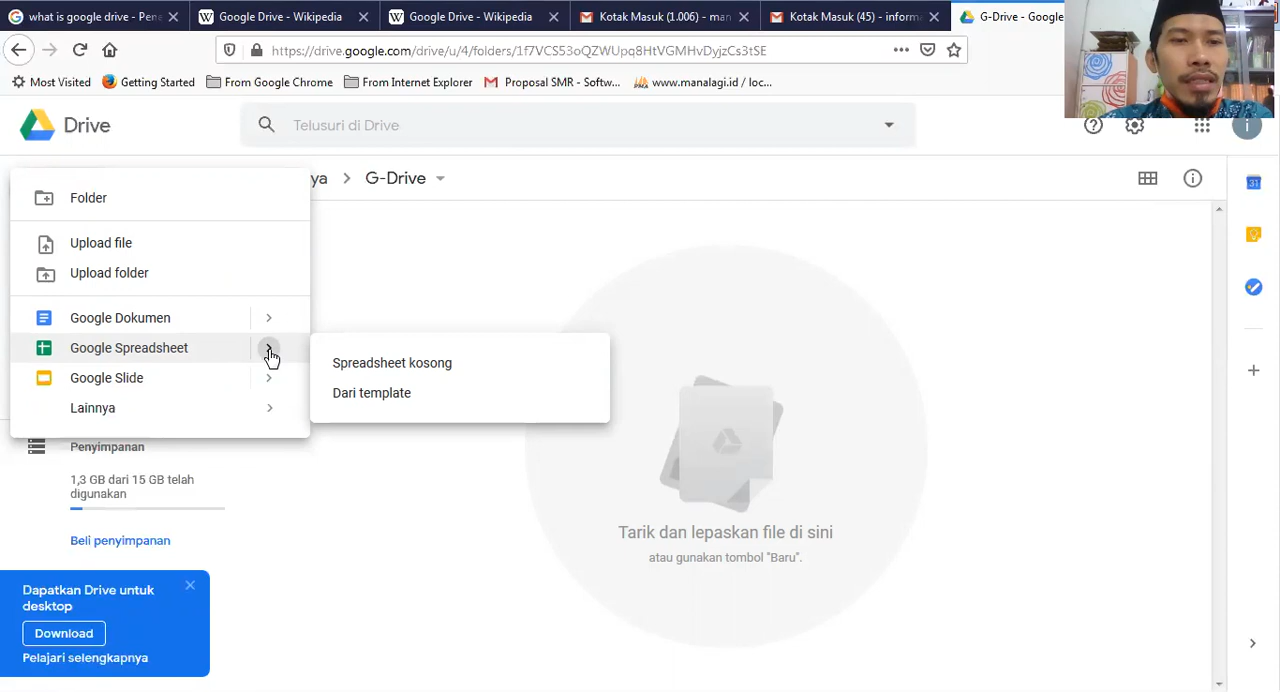 what is google drive - Pene
Google Drive - Wikipedia
Google Drive - Wikipedia
Kotak Masuk (1.006) - man
Kotak Masuk (45) - inform
G-Drive - Google
https://drive.google.com/drive/u/4/folders/1f7VCS53oQZWUpq8HtVGMHvDyjzCs3tSE
Most Visited
Getting Started
From Google Chrome
From Internet Explorer
Proposal SMR - Softw...
www.manalagi.id / loc...
Drive
Telusuri di Drive
i
ya
G-Drive
31
Folder
Upload file
Upload folder
Google Dokumen
Google Spreadsheet
Google Slide
Lainnya
Spreadsheet kosong
Dari template
Penyimpanan
1,3 GB dari 15 GB telah
digunakan
Beli penyimpanan
Tarik dan lepaskan file di sini
atau gunakan tombol "Baru".
Dapatkan Drive untuk
desktop
Download
Pelajari selengkapnya